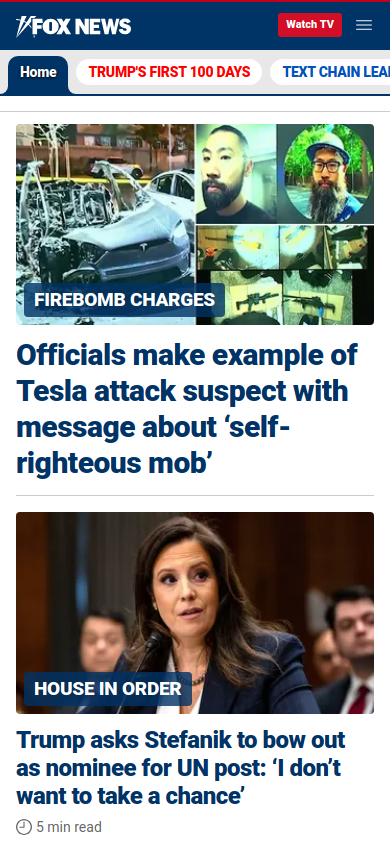 FOX NEWS
Watch TV
Home
TRUMP'S FIRST 100 DAYS
TEXT CHAIN LEA
FIREBOMB CHARGES
Officials make example of
Tesla attack suspect with
message about ‘self-
righteous mob’
HOUSE IN ORDER
Trump asks Stefanik to bow out
as nominee for UN post: ‘I don’t
want to take a chance’
5 min read